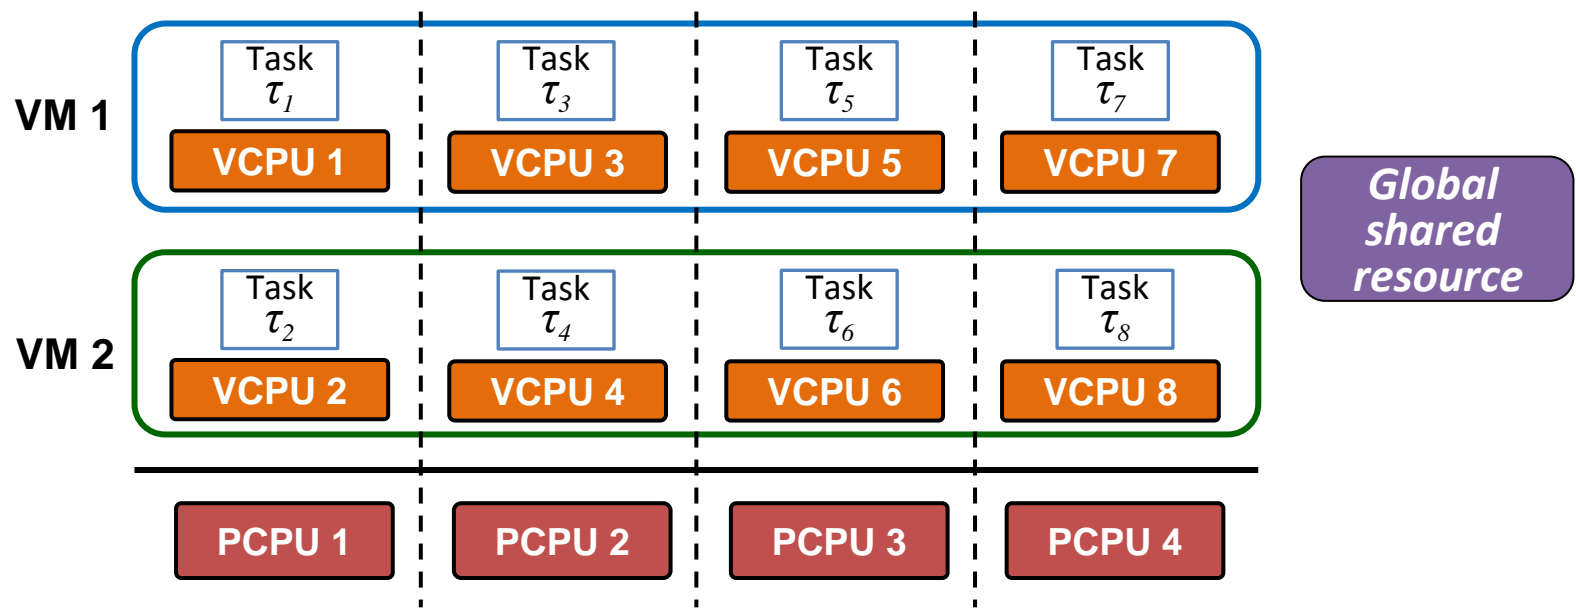 VM 1
Task
τ1
Task
τ3
Task
τ5
Task
τ7
VCPU 1
VCPU 3
VCPU 5
VCPU 7
Global
shared
resource
VM 2
Task
τ2
Task
τ4
Task
τ6
Task
τ8
VCPU 2
VCPU 4
VCPU 6
VCPU 8
PCPU 1
PCPU 2
PCPU 3
PCPU 4